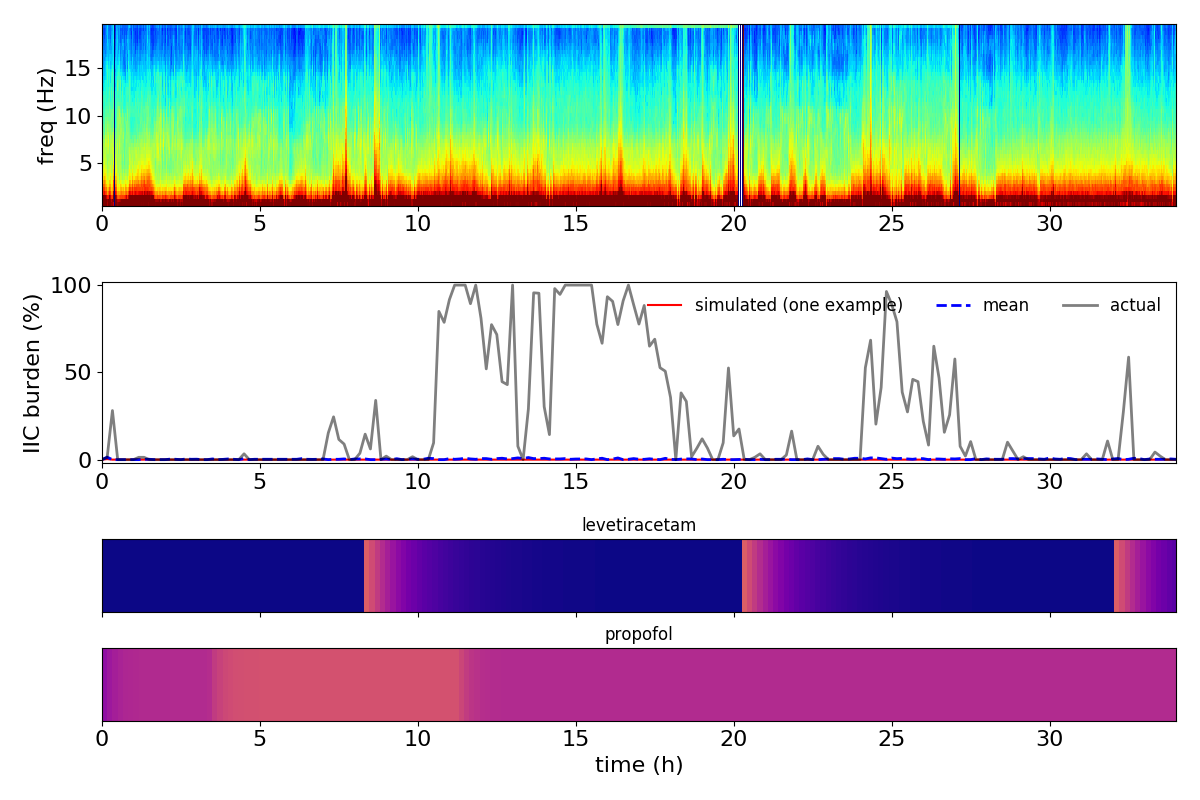 freq (Hz)
15
10
5
0 5 10 15 20 25 30
IIC burden (%)
100
50
0
simulated (one example) mean actual
0 5 10 15 20 25 30
levetiracetam
propofol
0 5 10 15 20 25 30
time (h)